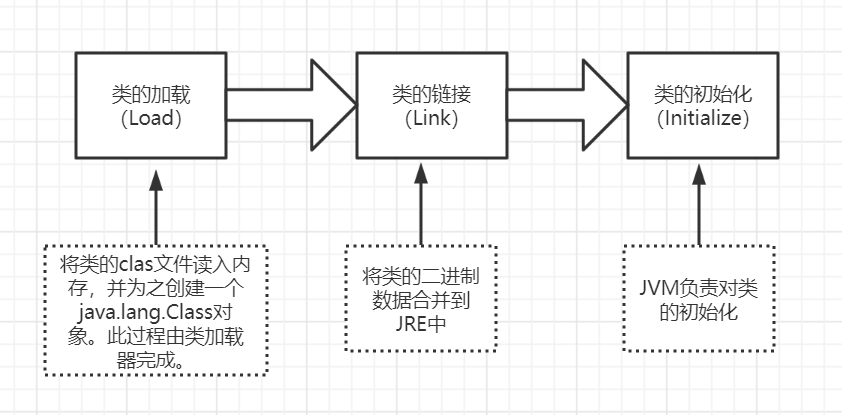 类的加载
（Load）
类的链接
（Link）
类的初始化
（Initialize）
将类的clas文件读入内
存，并为之创建一个
java.lang.Class对
象。此过程由类加载
器完成。
将类的二进制
数据合并到
JRE中
JVM负责对类
的初始化